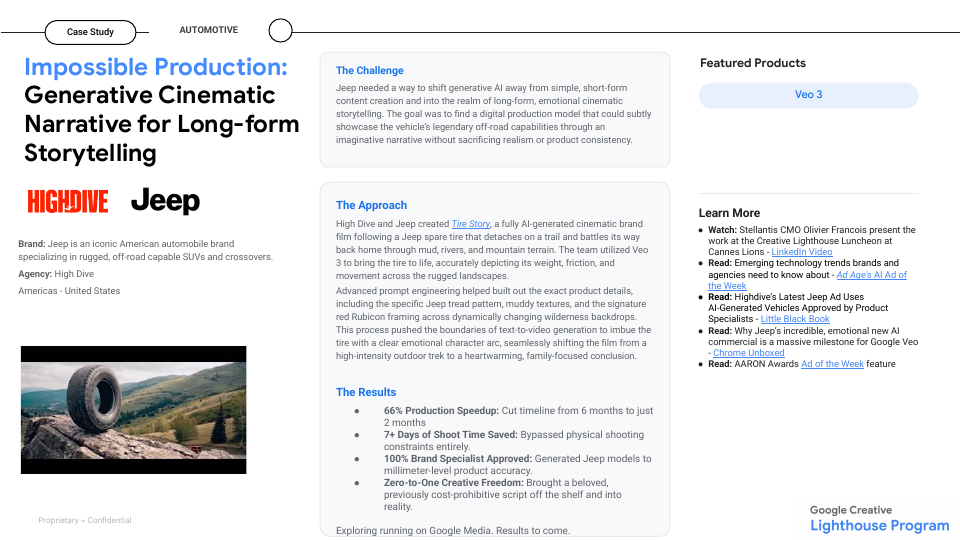 Case Study
AUTOMOTIVE
Impossible Production:
Generative Cinematic
Narrative for Long-form
Storytelling
HIGHDIVE
Jeep
Brand: Jeep is an iconic American automobile brand
specializing in rugged, off-road capable SUVs and crossovers.
Agency: High Dive
Americas - United States
Proprietary + Confidential
The Challenge
Jeep needed a way to shift generative AI away from simple, short-form
content creation and into the realm of long-form, emotional cinematic
storytelling. The goal was to find a digital production model that could subtly
showcase the vehicle's legendary off-road capabilities through an
imaginative narrative without sacrificing realism or product consistency.
The Approach
High Dive and Jeep created Tire Story, a fully AI-generated cinematic brand
film following a Jeep spare tire that detaches on a trail and battles its way
back home through mud, rivers, and mountain terrain. The team utilized Veo
3 to bring the tire to life, accurately depicting its weight, friction, and
movement across the rugged landscapes.
Advanced prompt engineering helped built out the exact product details,
including the specific Jeep tread pattern, muddy textures, and the signature
red Rubicon framing across dynamically changing wilderness backdrops.
This process pushed the boundaries of text-to-video generation to imbue the
tire with a clear emotional character arc, seamlessly shifting the film from a
high-intensity outdoor trek to a heartwarming, family-focused conclusion.
The Results
● 66% Production Speedup: Cut timeline from 6 months to just
2 months
● 7+ Days of Shoot Time Saved: Bypassed physical shooting
constraints entirely.
● 100% Brand Specialist Approved: Generated Jeep models to
millimeter-level product accuracy.
● Zero-to-One Creative Freedom: Brought a beloved,
previously cost-prohibitive script off the shelf and into
reality.
Exploring running on Google Media. Results to come.
Featured Products
Veo 3
Learn More
● Watch: Stellantis CMO Olivier Francois present the
work at the Creative Lighthouse Luncheon at
Cannes Lions - LinkedIn Video
● Read: Emerging technology trends brands and
agencies need to know about - Ad Age's AI Ad of
the Week
● Read: Highdive's Latest Jeep Ad Uses
AI-Generated Vehicles Approved by Product
Specialists - Little Black Book
● Read: Why Jeep's incredible, emotional new AI
commercial is a massive milestone for Google Veo
- Chrome Unboxed
● Read: AARON Awards Ad of the Week feature
Google Creative
Lighthouse Program